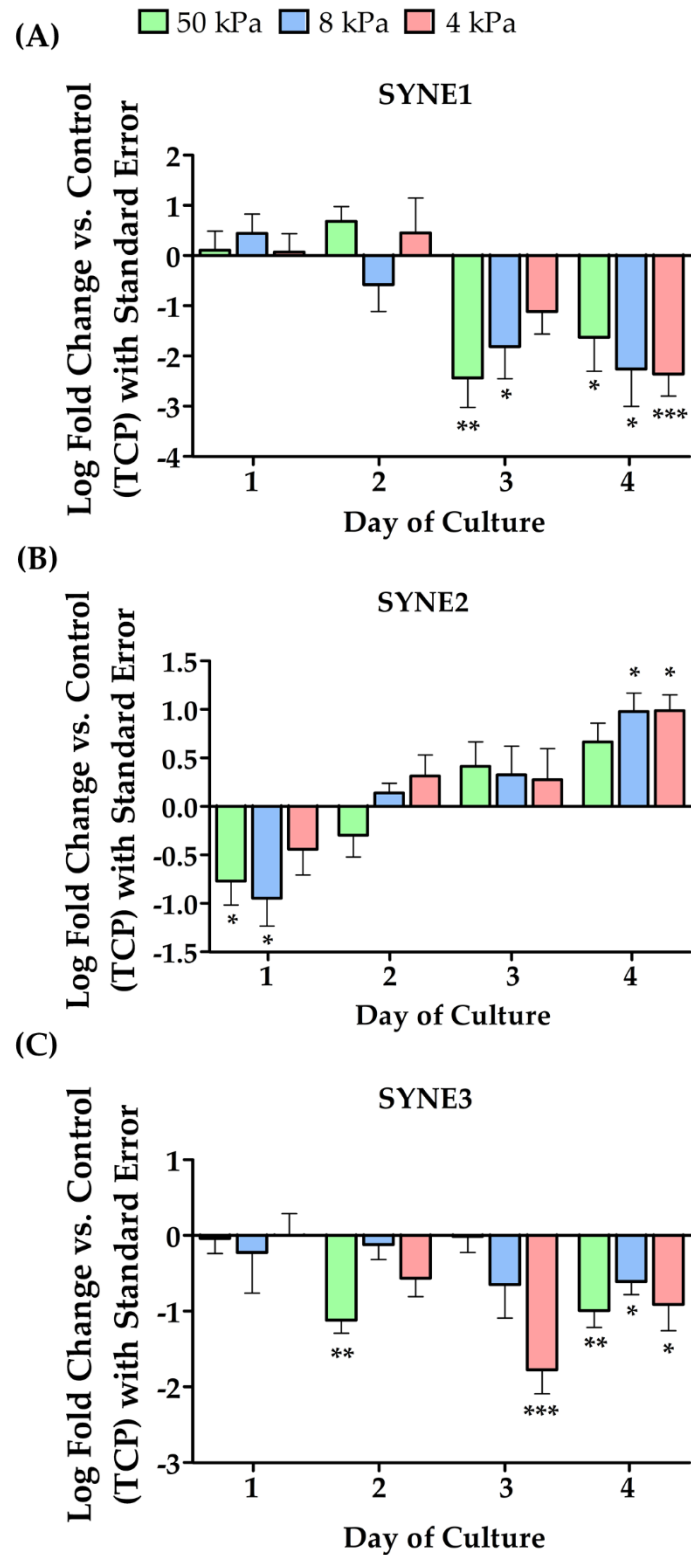 (A)
50 kPa 8 kPa 4 kPa
SYNE1
Log Fold Change vs. Control
(TCP) with Standard Error
2
1
0
-1
-2
-3
-4
** * * * ***
1 2 3 4
Day of Culture
(B)
SYNE2
Log Fold Change vs. Control
(TCP) with Standard Error
1.5
1.0
0.5
0.0
-0.5
-1.0
-1.5
* * * *
1 2 3 4
Day of Culture
(C)
SYNE3
Log Fold Change vs. Control
(TCP) with Standard Error
1
0
-1
-2
-3
** *** ** * *
1 2 3 4
Day of Culture